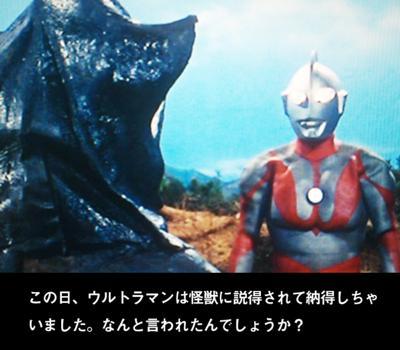 この日、ウルトラマンは怪獣に説得されて納得しちゃ
いました。なんと言われたんでしょうか？